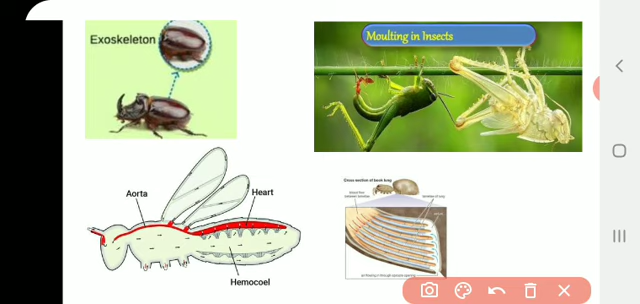 Exoskeleton
Moulting in Insects
Aorta
Heart
Hemocoel
Cross section of book lung